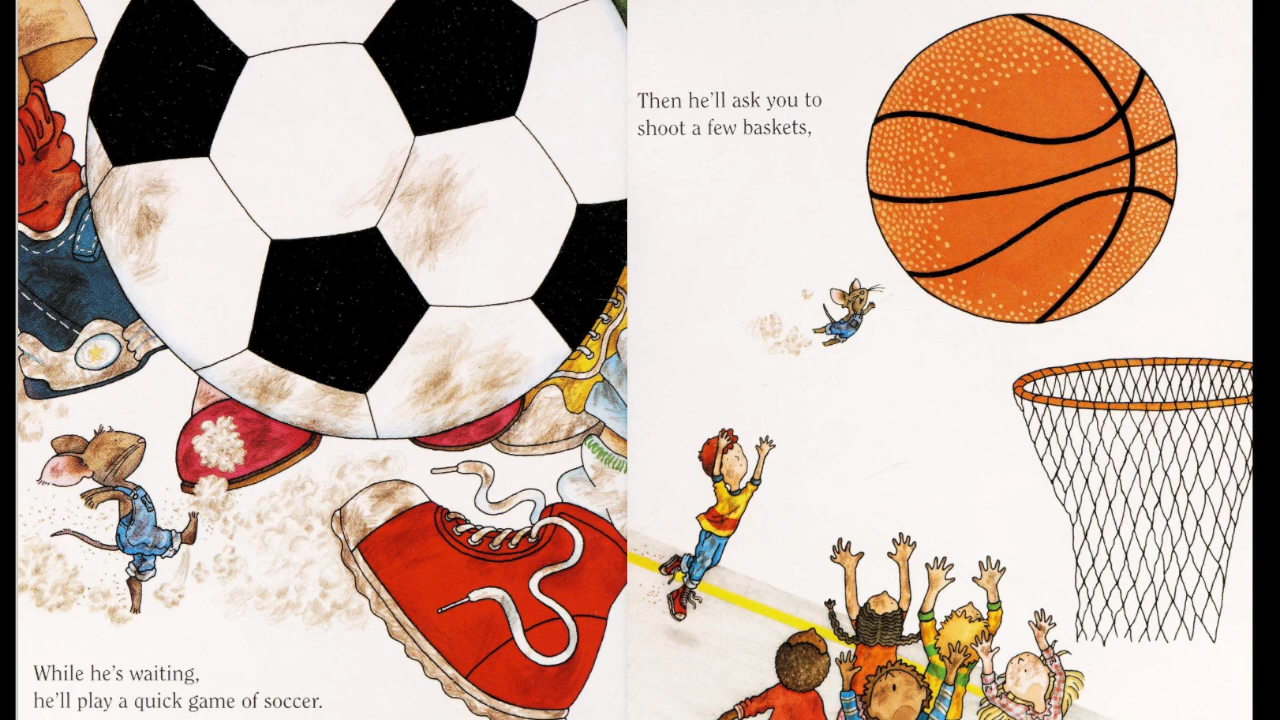 While he's waiting,
he'll play a quick game of soccer.
Then he'll ask you to
shoot a few baskets,